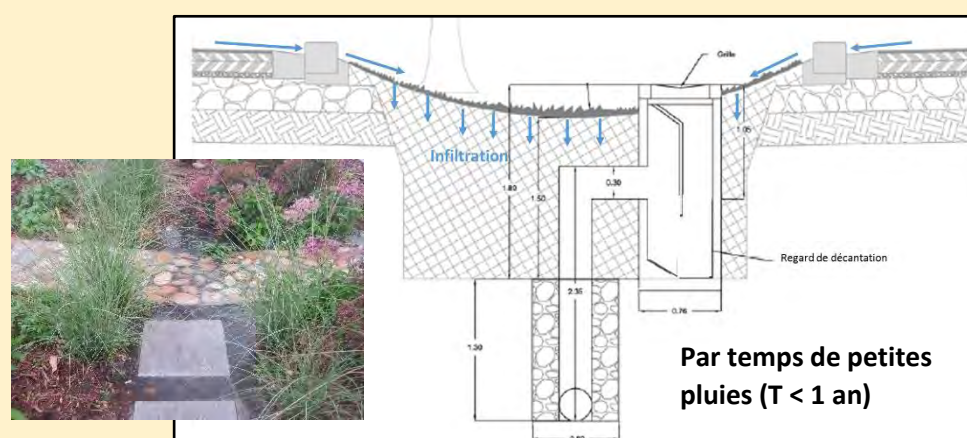 Grille
Infiltration
1.05
1.80
1.50
0.30
Regard de décantation
2.35
0.76
1.30
Par temps de petites
pluies (T < 1 an)